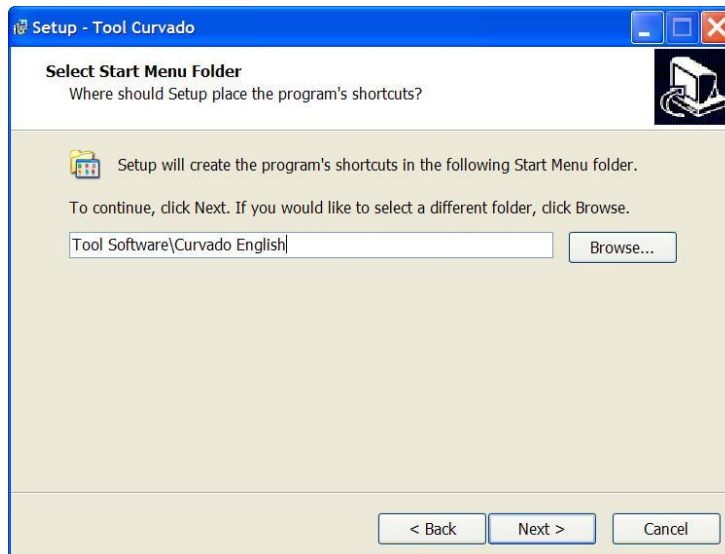 Setup - Tool Curvado
Select Start Menu Folder
Where should Setup place the program's shortcuts?
Setup will create the program's shortcuts in the following Start Menu folder.
To continue, click Next. If you would like to select a different folder, click Browse.
Tool Software\Curvado English
Browse...
< Back
Next >
Cancel